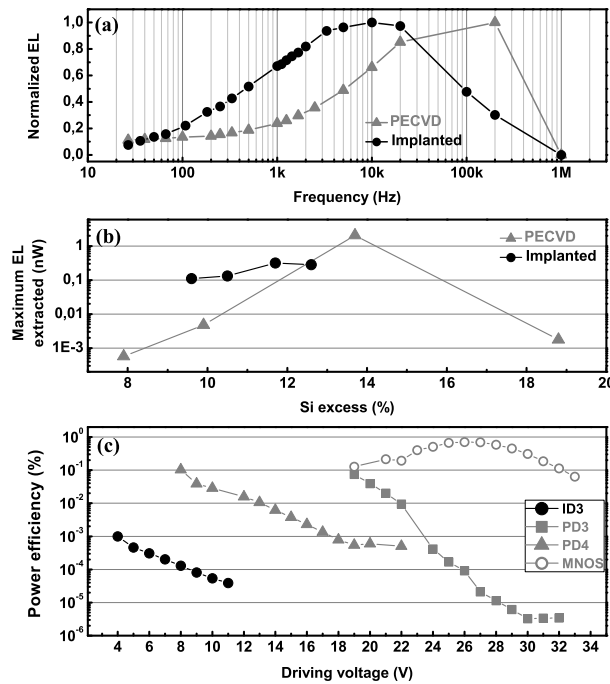 (a)
Normalized EL
1,0
0,8
0,6
0,4
0,2
0,0
PECVD
Implanted
10 100 1k 10k 100k 1M
Frequency (Hz)
(b)
Maximum EL
extracted (nW)
1
0,1
0,01
1E-3
PECVD
Implanted
8 10 12 14 16 18 20
Si excess (%)
(c)
Power efficiency (%)
10^0
10^-1
10^-2
10^-3
10^-4
10^-5
10^-6
ID3
PD3
PD4
MNOS
4 6 8 10 12 14 16 18 20 22 24 26 28 30 32 34
Driving voltage (V)